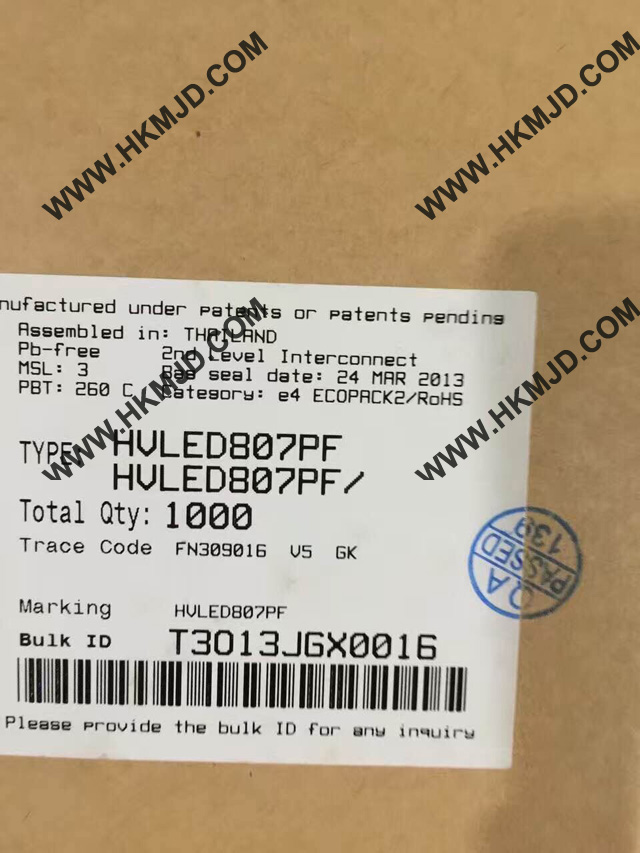 WWW.HKMJD.COM
WWW.HKMJD.COM
nufactured under patents or patents pending
Assembled in: THAILAND
Pb-free 2nd Level Interconnect
MSL: 3 Bag seal date: 24 MAR 2013
PBT: 260 C Category: e4 ECOPACK2/RoHS
WWW.HKMJD.COM
WWW.HKMJD.COM
TYPE: HVLED807PF
HVLED807PF/
Total Qty: 1000
Trace Code FN309016 V5 GK
QA
PASSED
139
Marking HVLED807PF
Bulk ID T3013JGX0016
Please provide the bulk ID for any inquiry